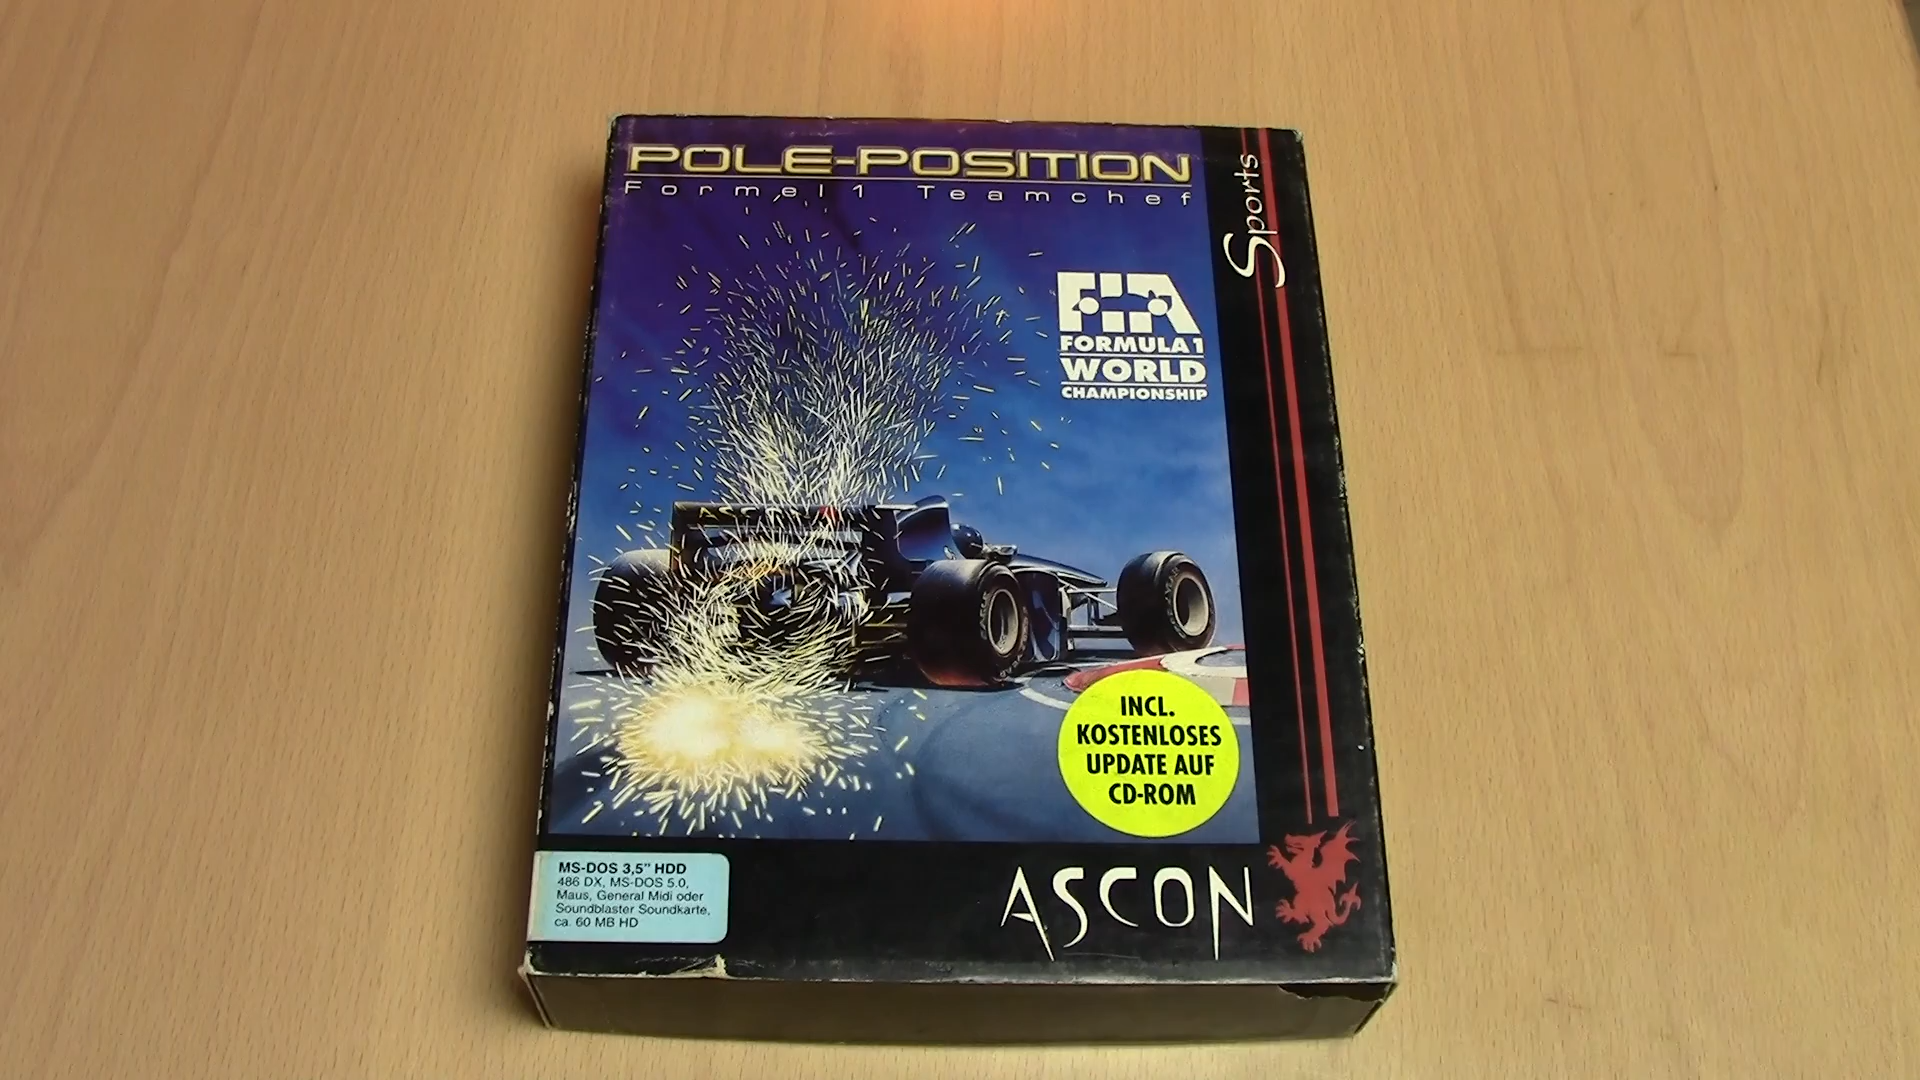 POLE-POSITION
Formel 1 Teamchef
Sports
FIA
FORMULA 1
WORLD
CHAMPIONSHIP
ASCON
INCL.
KOSTENLOSES
UPDATE AUF
CD-ROM
MS-DOS 3,5" HDD
486 DX, MS-DOS 5.0,
Maus, General Midi oder
Soundblaster Soundkarte,
ca. 60 MB HD
ASCON